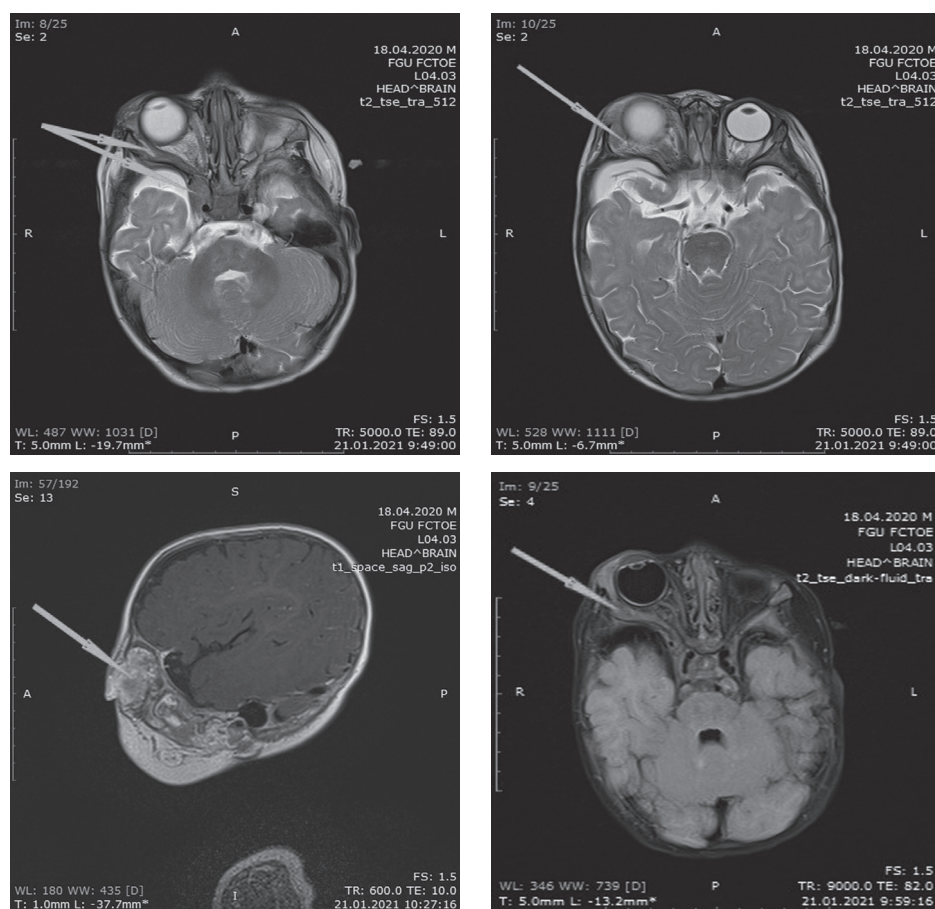 Im: 8/25
Se: 2
A
18.04.2020 M
FGU FCTOE
L04.03
HEAD^BRAIN
t2_tse_tra_512
R
L
WL: 487 WW: 1031 [D]
T: 5.0mm L: -19.7mm*
P
FS: 1.5
TR: 5000.0 TE: 89.0
21.01.2021 9:49:00
Im: 10/25
Se: 2
A
18.04.2020 M
FGU FCTOE
L04.03
HEAD^BRAIN
t2_tse_tra_512
R
L
WL: 528 WW: 1111 [D]
T: 5.0mm L: -6.7mm*
P
FS: 1.5
TR: 5000.0 TE: 89.0
21.01.2021 9:49:00
Im: 57/192
Se: 13
S
18.04.2020 M
FGU FCTOE
L04.03
HEAD^BRAIN
t1_space_sag_p2_iso
A
P
WL: 180 WW: 435 [D]
T: 1.0mm L: -37.7mm*
I
FS: 1.5
TR: 600.0 TE: 10.0
21.01.2021 10:27:16
Im: 9/25
Se: 4
A
18.04.2020 M
FGU FCTOE
L04.03
HEAD^BRAIN
t2_tse_dark-fluid_tra
R
L
WL: 346 WW: 739 [D]
T: 5.0mm L: -13.2mm*
P
FS: 1.5
TR: 9000.0 TE: 82.0
21.01.2021 9:59:16